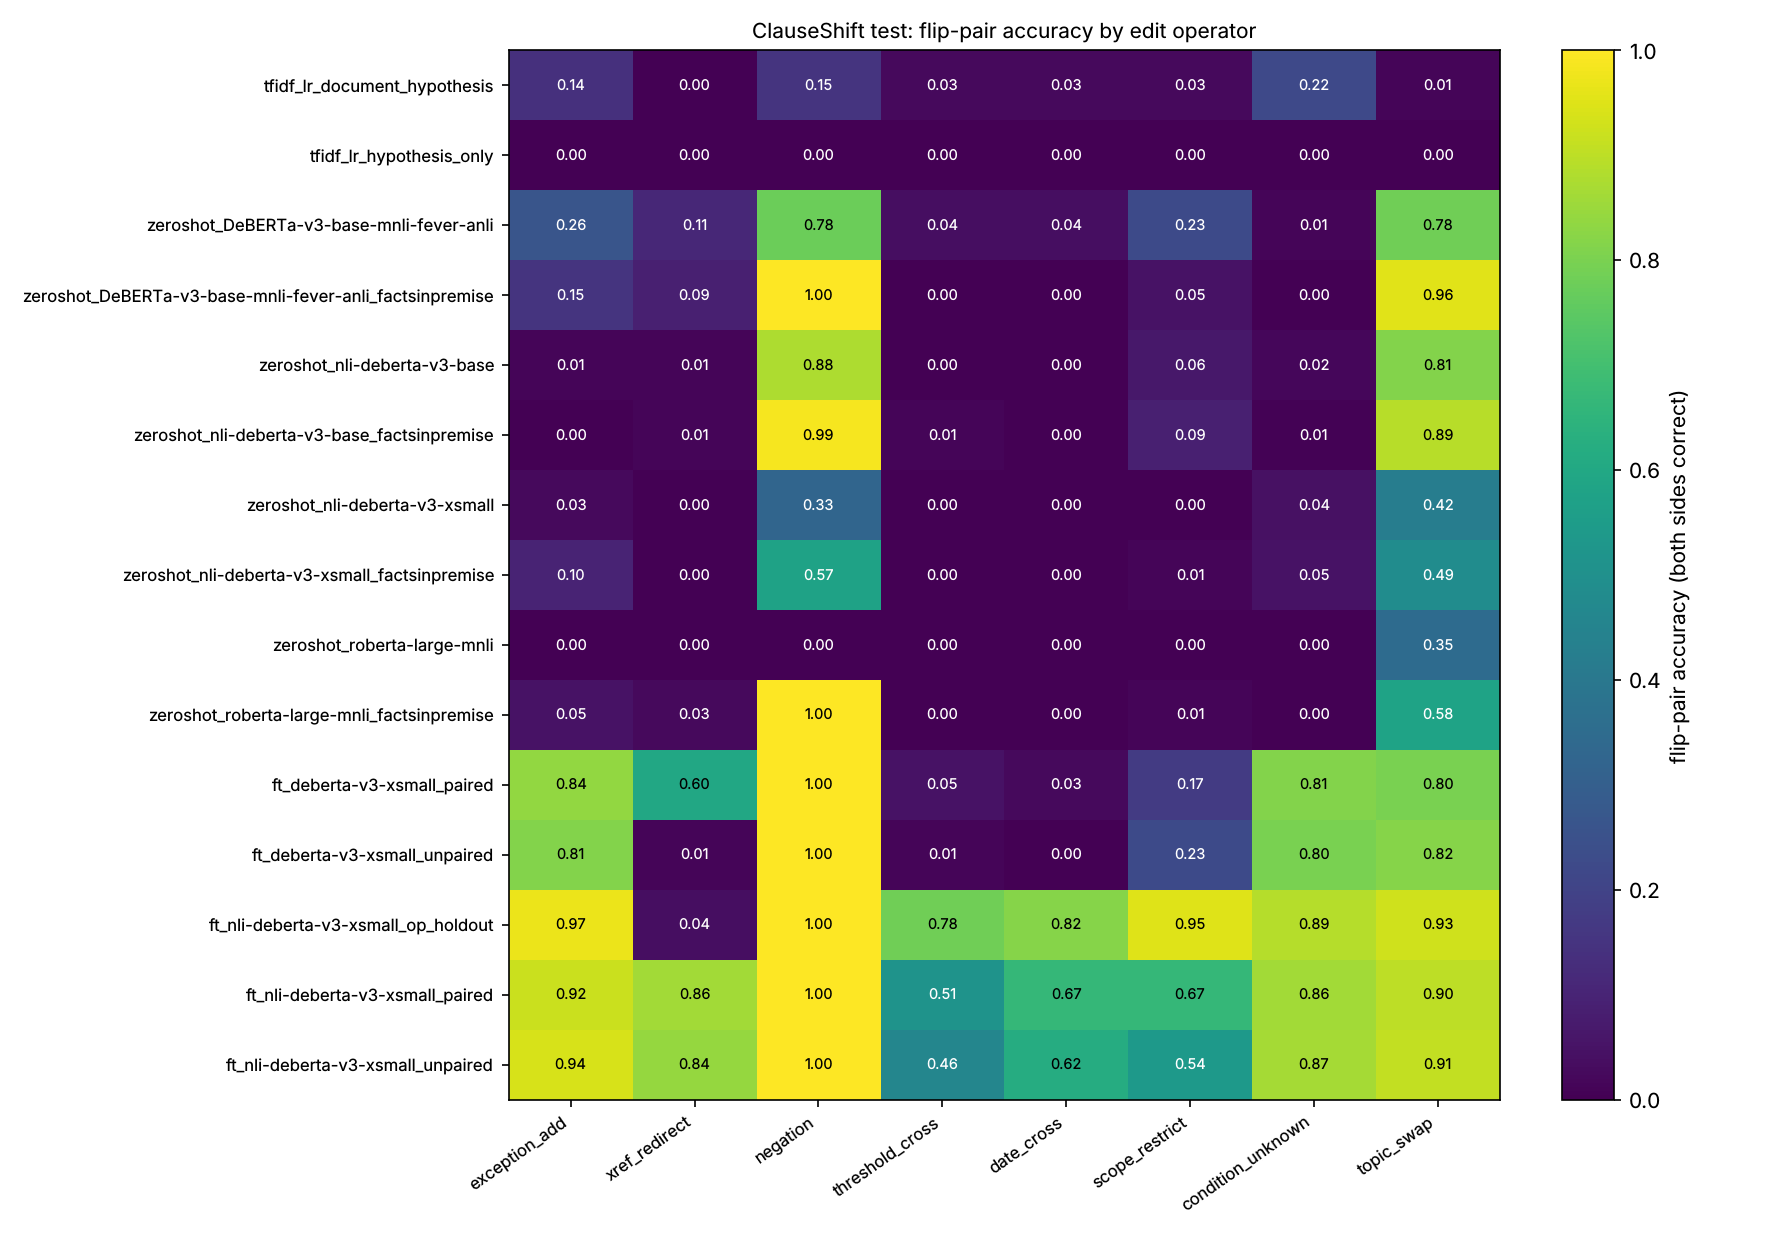 ClauseShift test: flip-pair accuracy by edit operator
tfidf_lr_document_hypothesis 0.14 0.00 0.15 0.03 0.03 0.03 0.22 0.01
tfidf_lr_hypothesis_only 0.00 0.00 0.00 0.00 0.00 0.00 0.00 0.00
zeroshot_DeBERTa-v3-base-mnli-fever-anli 0.26 0.11 0.78 0.04 0.04 0.23 0.01 0.78
zeroshot_DeBERTa-v3-base-mnli-fever-anli_factsinpremise 0.15 0.09 1.00 0.00 0.00 0.05 0.00 0.96
zeroshot_nli-deberta-v3-base 0.01 0.01 0.88 0.00 0.00 0.06 0.02 0.81
zeroshot_nli-deberta-v3-base_factsinpremise 0.00 0.01 0.99 0.01 0.00 0.09 0.01 0.89
zeroshot_nli-deberta-v3-xsmall 0.03 0.00 0.33 0.00 0.00 0.00 0.04 0.42
zeroshot_nli-deberta-v3-xsmall_factsinpremise 0.10 0.00 0.57 0.00 0.00 0.01 0.05 0.49
zeroshot_roberta-large-mnli 0.00 0.00 0.00 0.00 0.00 0.00 0.00 0.35
zeroshot_roberta-large-mnli_factsinpremise 0.05 0.03 1.00 0.00 0.00 0.01 0.00 0.58
ft_deberta-v3-xsmall_paired 0.84 0.60 1.00 0.05 0.03 0.17 0.81 0.80
ft_deberta-v3-xsmall_unpaired 0.81 0.01 1.00 0.01 0.00 0.23 0.80 0.82
ft_nli-deberta-v3-xsmall_op_holdout 0.97 0.04 1.00 0.78 0.82 0.95 0.89 0.93
ft_nli-deberta-v3-xsmall_paired 0.92 0.86 1.00 0.51 0.67 0.67 0.86 0.90
ft_nli-deberta-v3-xsmall_unpaired 0.94 0.84 1.00 0.46 0.62 0.54 0.87 0.91
exception_add xref_redirect negation threshold_cross date_cross scope_restrict condition_unknown topic_swap
1.0
0.8
0.6
0.4
0.2
0.0
flip-pair accuracy (both sides correct)